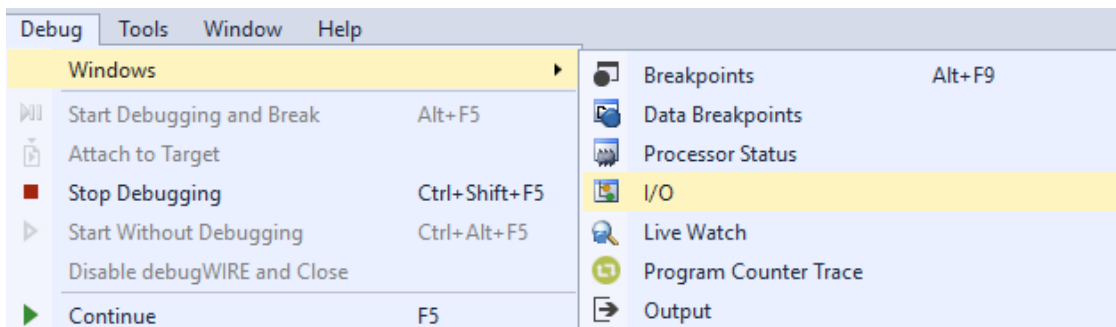 Debug Tools Window Help
Windows
Start Debugging and Break Alt+F5
Attach to Target
Stop Debugging Ctrl+Shift+F5
Start Without Debugging Ctrl+Alt+F5
Disable debugWIRE and Close
Continue F5
Breakpoints Alt+F9
Data Breakpoints
Processor Status
I/O
Live Watch
Program Counter Trace
Output